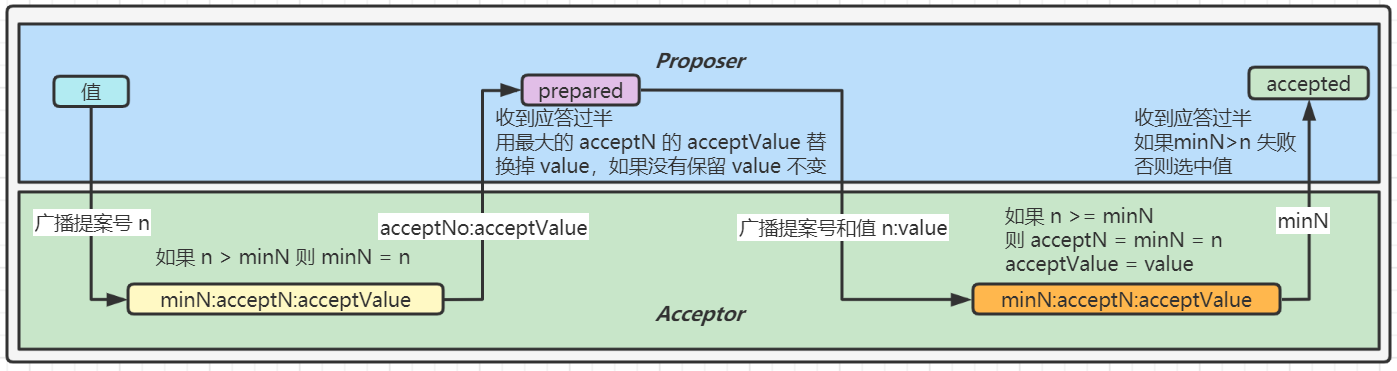 Proposer
值
prepared
accepted
收到应答过半
用最大的 acceptN 的 acceptValue 替
换掉 value，如果没有保留 value 不变
收到应答过半
如果minN>n 失败
否则选中值
广播提案号 n
acceptNo:acceptValue
广播提案号和值 n:value
minN
如果 n > minN 则 minN = n
如果 n >= minN
则 acceptN = minN = n
acceptValue = value
minN:acceptN:acceptValue
minN:acceptN:acceptValue
Acceptor